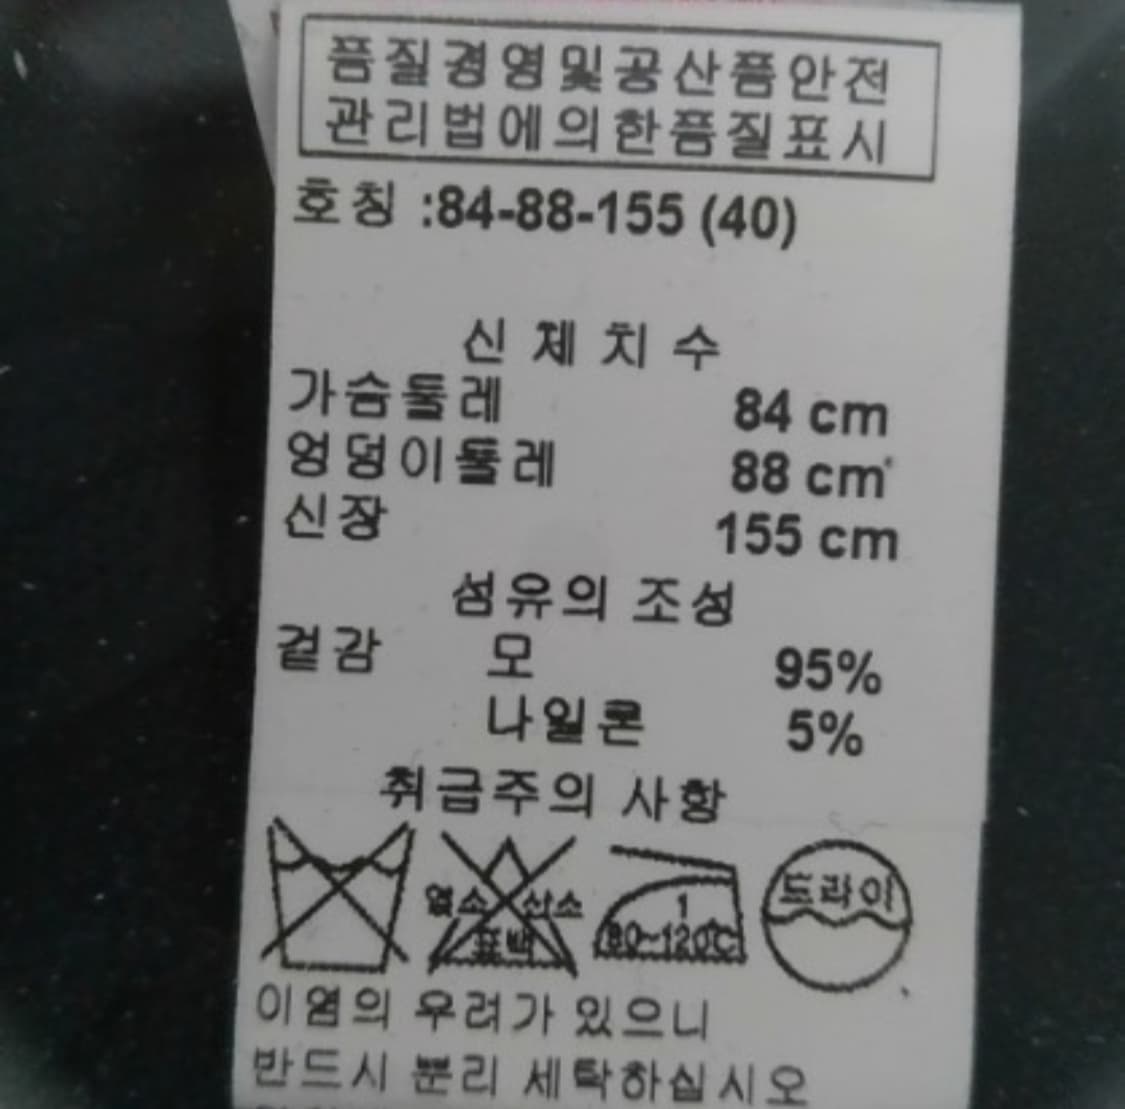 품질경영및공산품안전
관리법에의한품질표시
호칭 :84-88-155 (40)
신 체 치 수
가슴둘레 84 cm
엉덩이둘레 88 cm
신장 155 cm
섬유의 조성
겉감 모 95%
나일론 5%
취급주의 사항
염소 산소
표백
1
80~120℃
드라이
이염의 우려가 있으니
반드시 분리 세탁하십시오